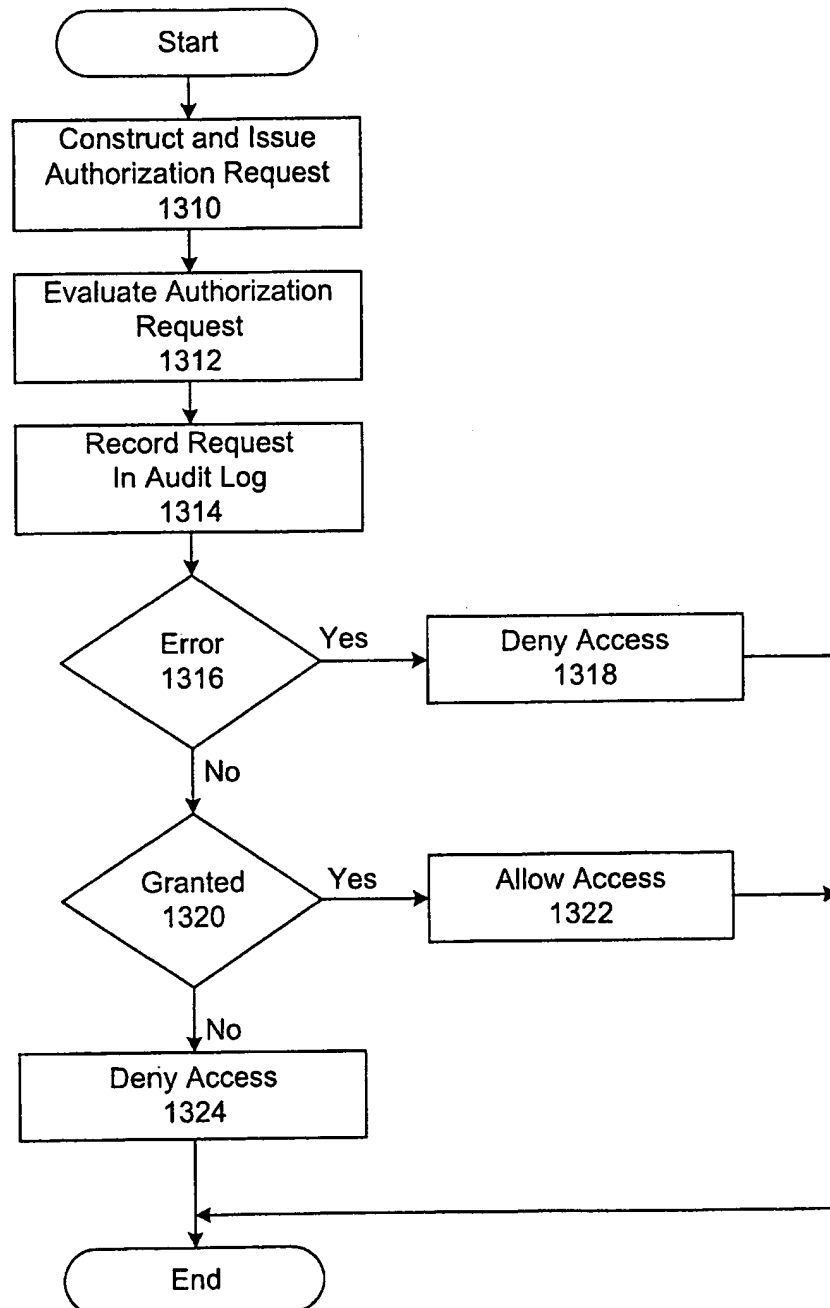 Start
Construct and Issue
Authorization Request
1310
Evaluate Authorization
Request
1312
Record Request
In Audit Log
1314
Error
1316
Yes
Deny Access
1318
No
Granted
1320
Yes
Allow Access
1322
No
Deny Access
1324
End